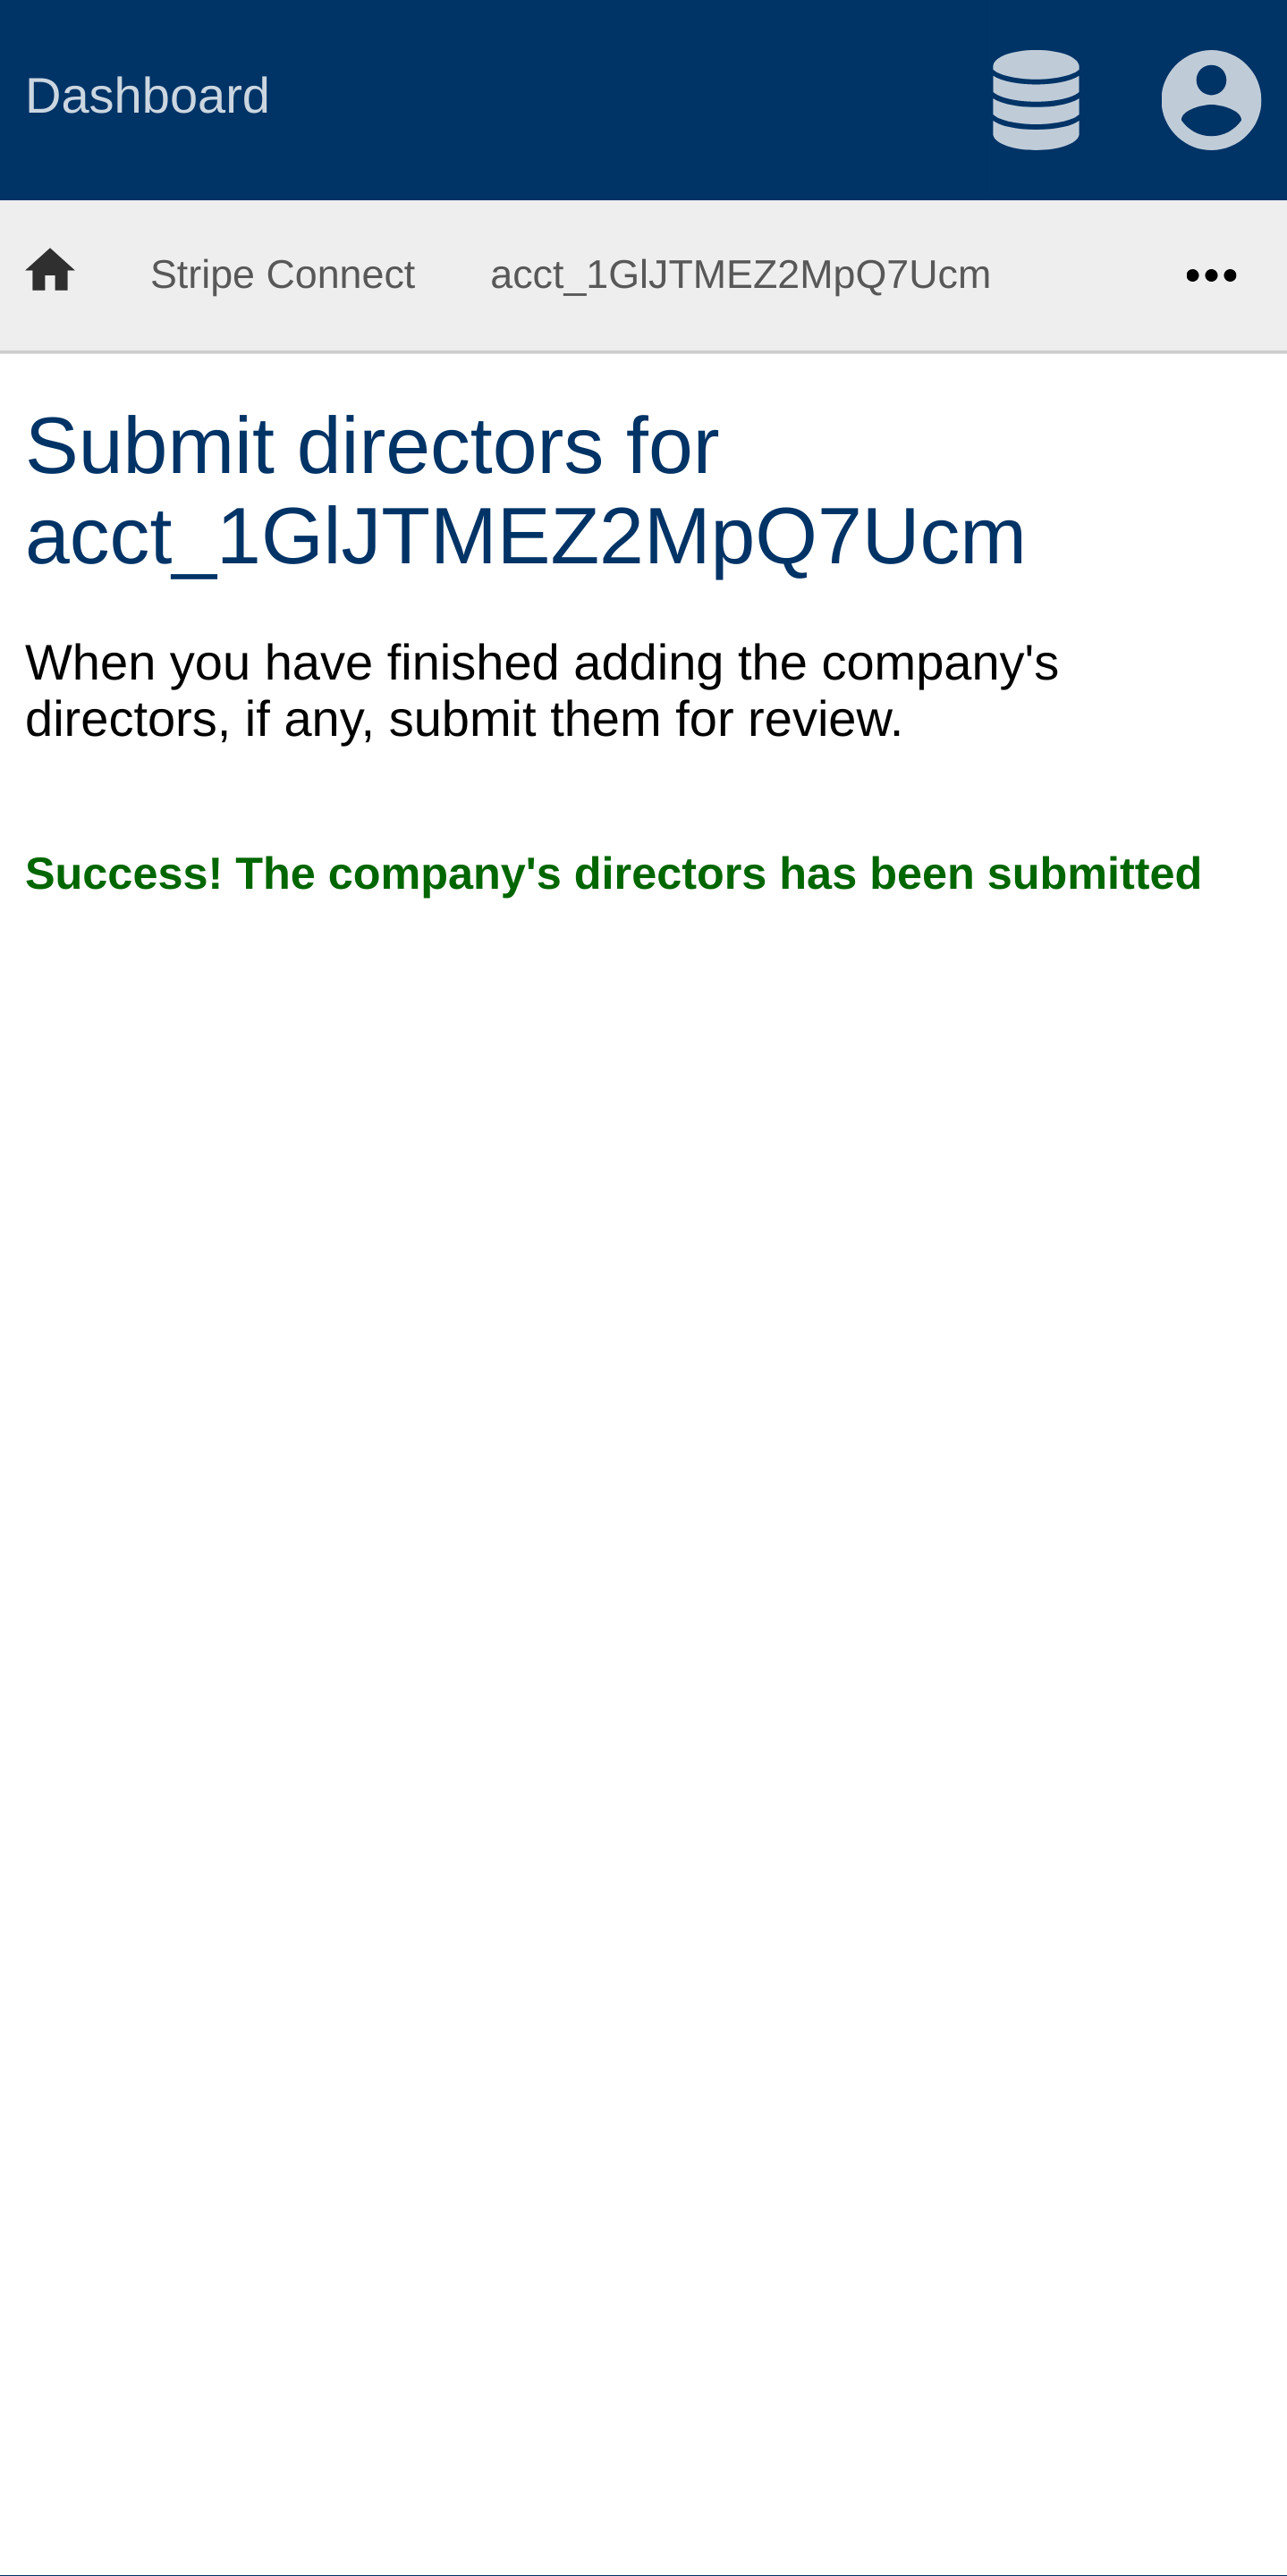 Dashboard
Stripe Connect acct_1GlJTMEZ2MpQ7Ucm
Submit directors for
acct_1GlJTMEZ2MpQ7Ucm
When you have finished adding the company's
directors, if any, submit them for review.
Success! The company's directors has been submitted